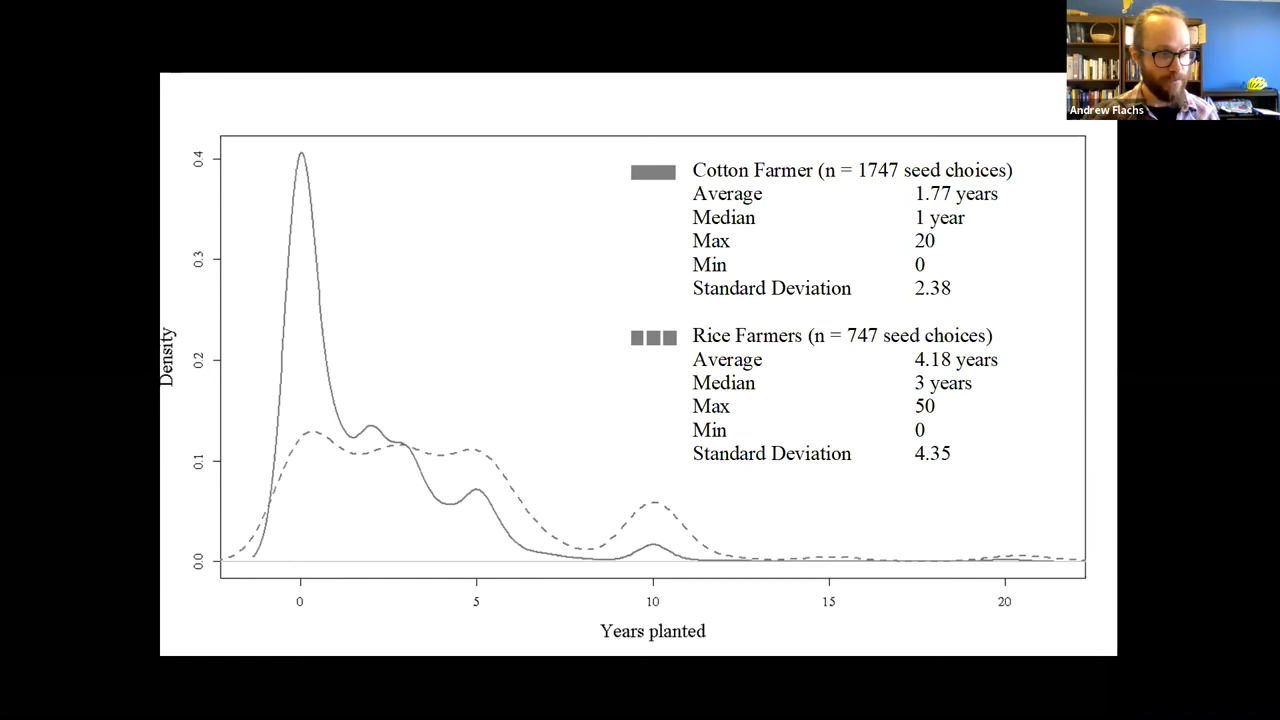 Andrew Flachs
0.4
0.3
0.2
0.1
0.0
Density
Cotton Farmer (n = 1747 seed choices)
Average 1.77 years
Median 1 year
Max 20
Min 0
Standard Deviation 2.38
Rice Farmers (n = 747 seed choices)
Average 4.18 years
Median 3 years
Max 50
Min 0
Standard Deviation 4.35
0 5 10 15 20
Years planted